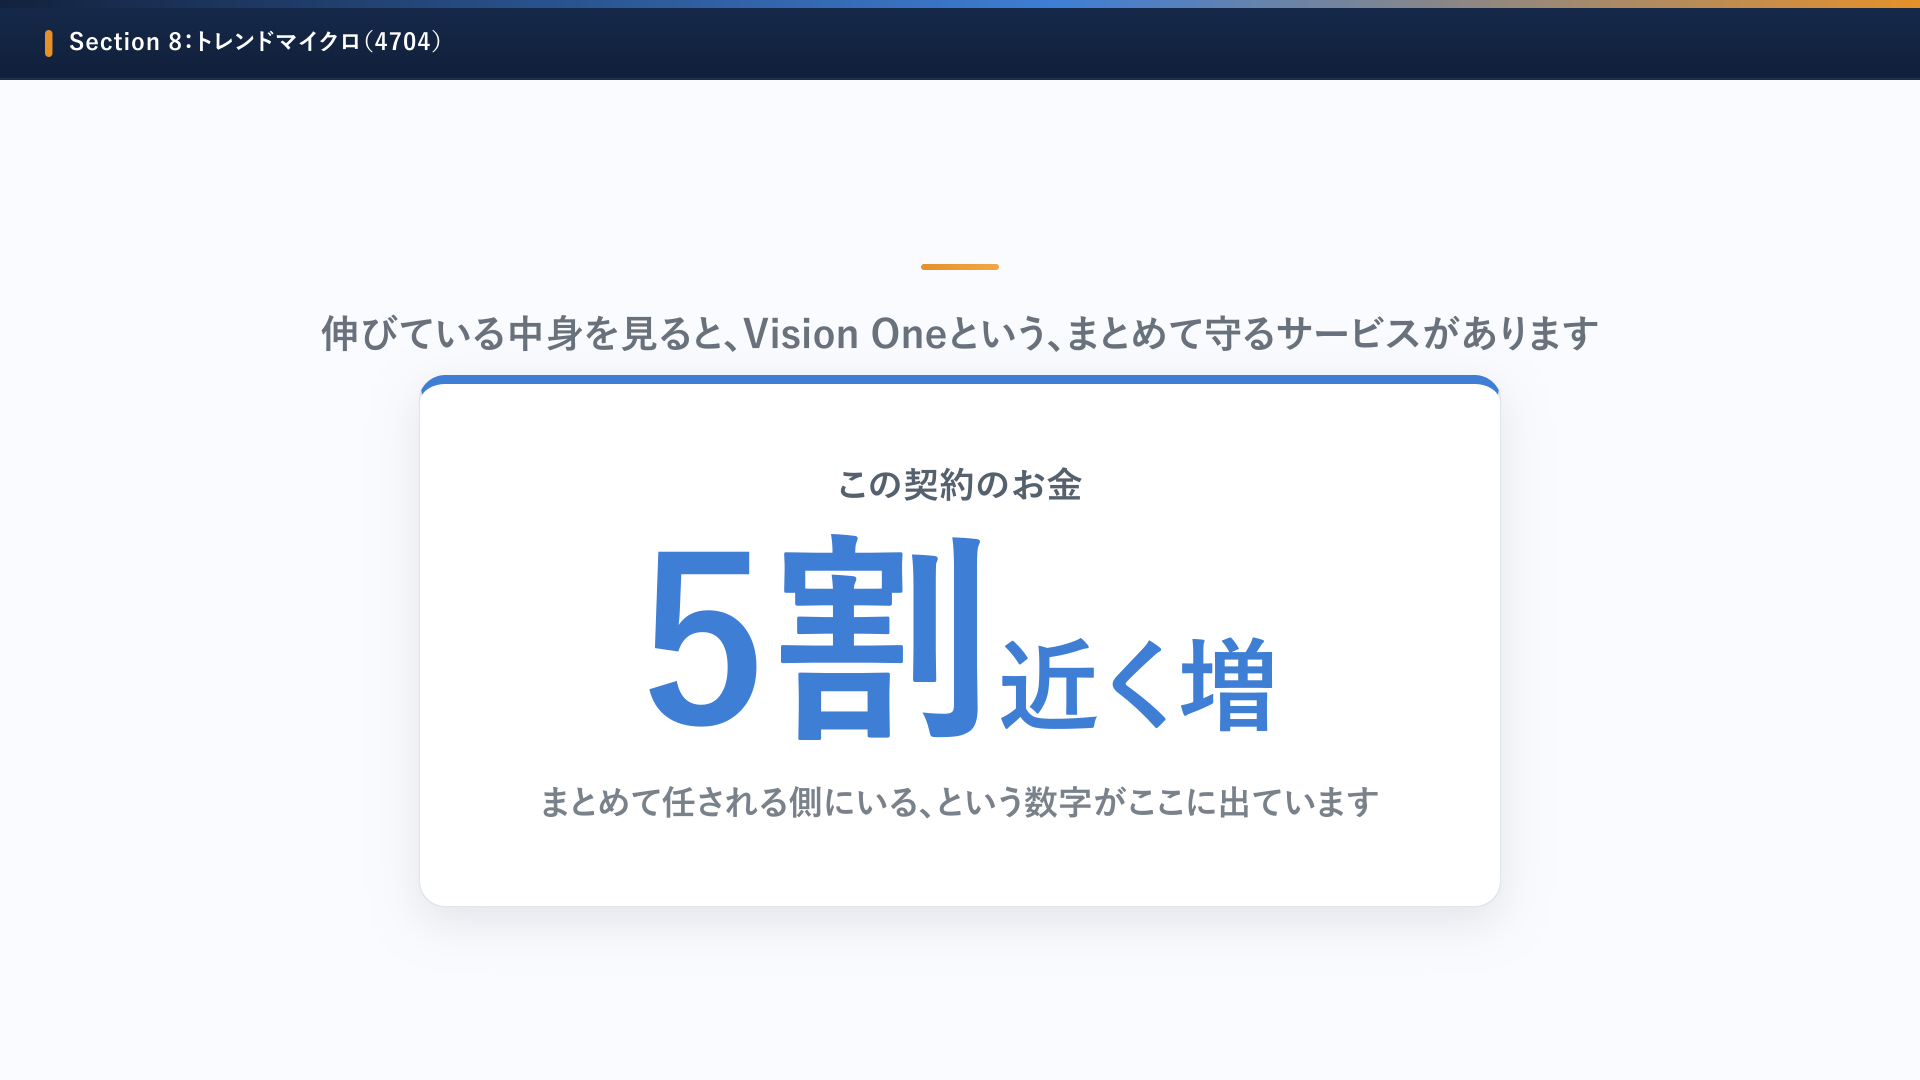 Section 8：トレンドマイクロ（4704）
伸びている中身を見ると、Vision Oneという、まとめて守るサービスがあります
この契約のお金
5割近く増
まとめて任される側にいる、という数字がここに出ています